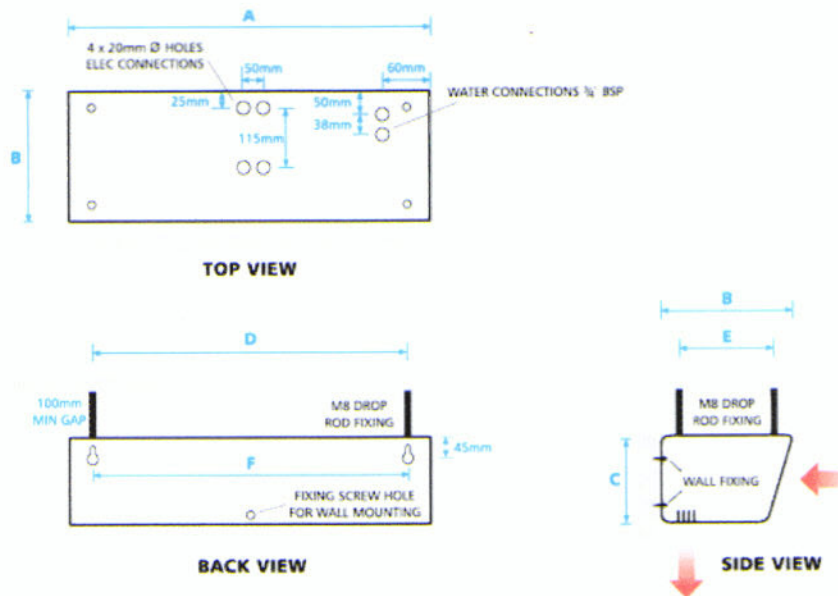 A
4 x 20mm Ø HOLES
ELEC CONNECTIONS
50mm
60mm
25mm
50mm
WATER CONNECTIONS ¾" BSP
38mm
115mm
B
TOP VIEW
D
B
E
100mm
MIN GAP
M8 DROP
ROD FIXING
M8 DROP
ROD FIXING
45mm
F
C
WALL FIXING
FIXING SCREW HOLE
FOR WALL MOUNTING
BACK VIEW
SIDE VIEW